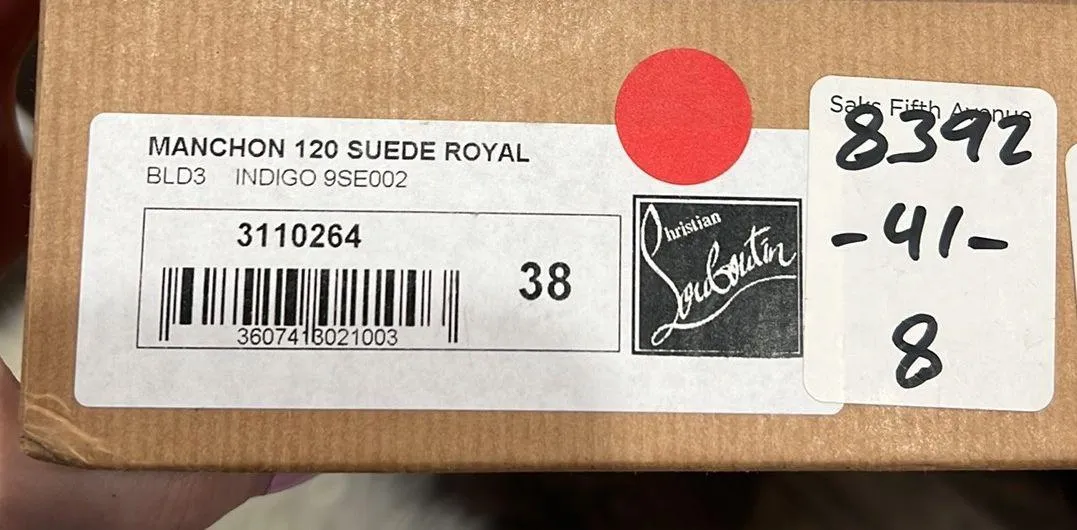 MANCHON 120 SUEDE ROYAL
BLD3 INDIGO 9SE002
3110264
38
3607413021003
Christian
Louboutin
Saks Fifth Avenue
8392
-41-
8